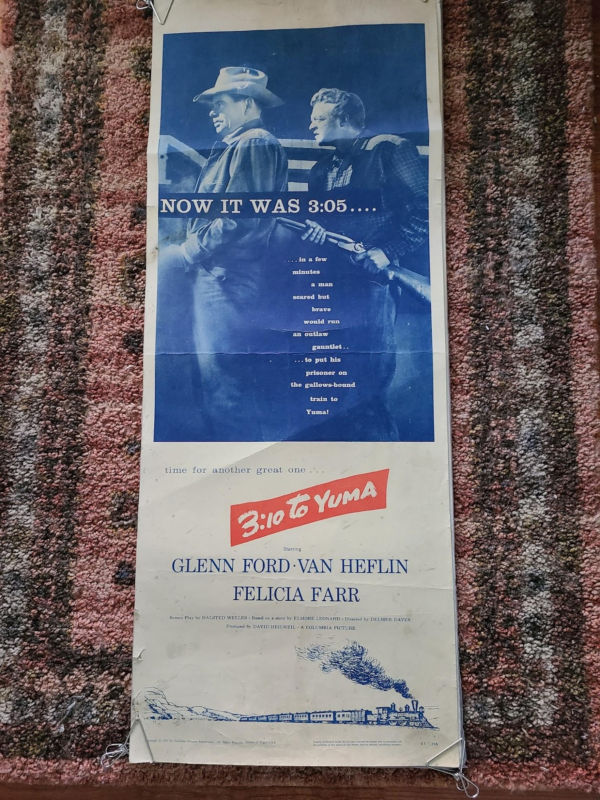 NOW IT WAS 3:05....
....in a few
minutes
a man
scared but
brave
would run
an outlaw
gauntlet..
...to put his
prisoner on
the gallows-bound
train to
Yuma!
time for another great one...
3:10 to YUMA
Starring
GLENN FORD · VAN HEFLIN
FELICIA FARR
Screen Play by HALSTED WELLES · Based on a story by ELMORE LEONARD · Directed by DELMER DAVES
Produced by DAVID HEILWEIL · A COLUMBIA PICTURE